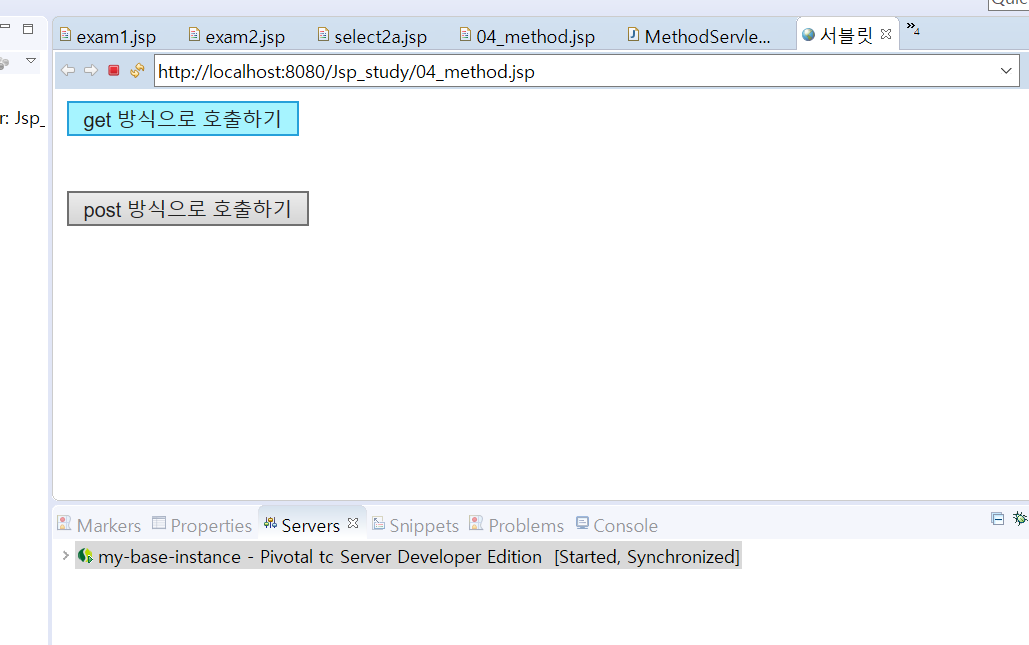 exam1.jsp exam2.jsp select2a.jsp 04_method.jsp MethodServle... 서블릿 »4
http://localhost:8080/Jsp_study/04_method.jsp
get 방식으로 호출하기
r: Jsp_
post 방식으로 호출하기
Markers Properties Servers Snippets Problems Console
my-base-instance - Pivotal tc Server Developer Edition [Started, Synchronized]